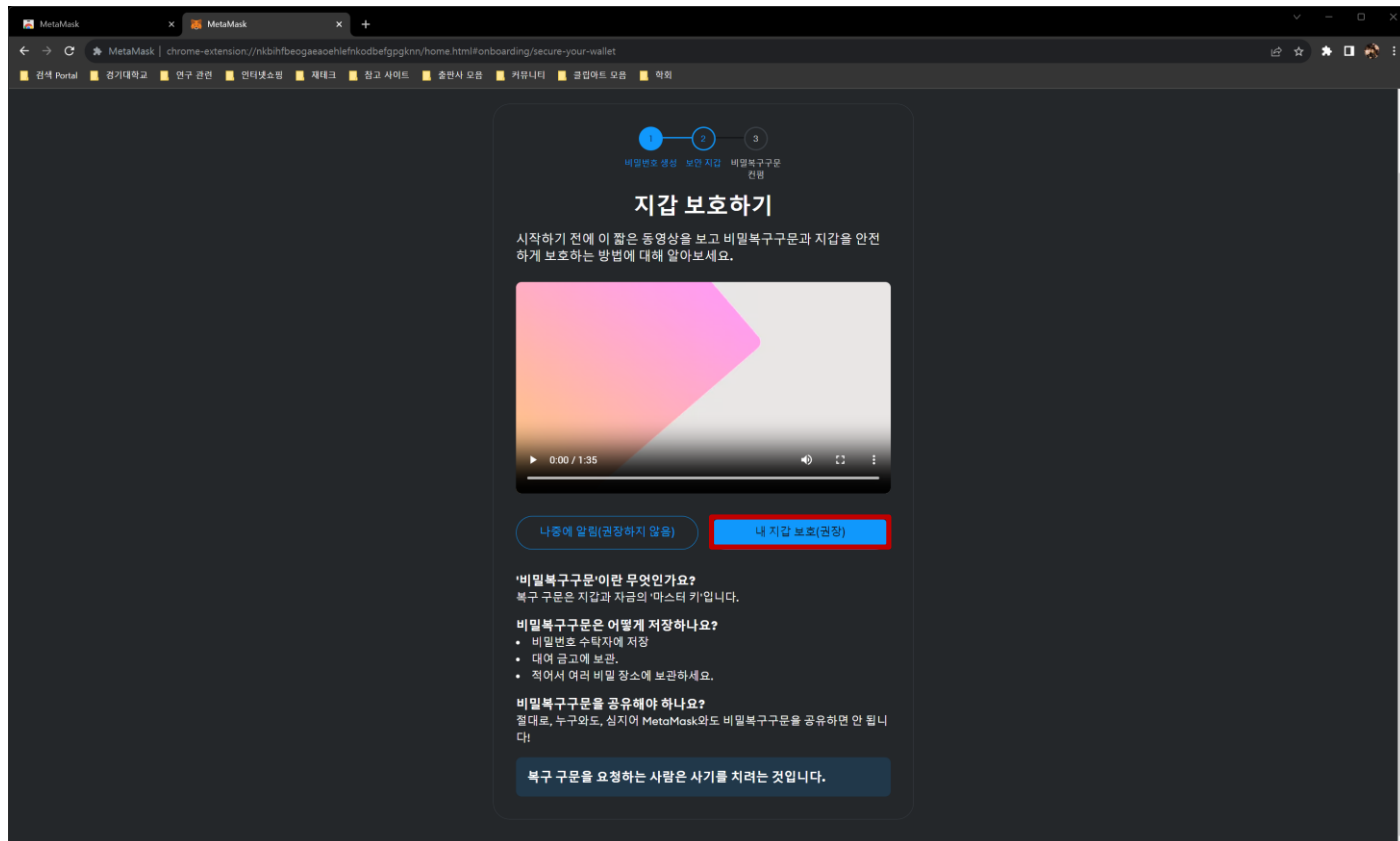 MetaMask
MetaMask
MetaMask | chrome-extension://nkbihfbeogaeaoehlefnkodbefgpgknn/home.html#onboarding/secure-your-wallet
검색 Portal 경기대학교 연구 관련 인터넷쇼핑 재테크 참고 사이트 출판사 모음 커뮤니티 클립아트 모음 학회
1 2 3
비밀번호 생성 보안 지갑 비밀복구구문
컨펌
지갑 보호하기
시작하기 전에 이 짧은 동영상을 보고 비밀복구구문과 지갑을 안전
하게 보호하는 방법에 대해 알아보세요.
0:00 / 1:35
나중에 알림(권장하지 않음) 내 지갑 보호(권장)
'비밀복구구문'이란 무엇인가요?
복구 구문은 지갑과 자금의 '마스터 키'입니다.
비밀복구구문은 어떻게 저장하나요?
• 비밀번호 수탁자에 저장
• 대여 금고에 보관.
• 적어서 여러 비밀 장소에 보관하세요.
비밀복구구문을 공유해야 하나요?
절대로, 누구와도, 심지어 MetaMask와도 비밀복구구문을 공유하면 안 됩니
다!
복구 구문을 요청하는 사람은 사기를 치려는 것입니다.